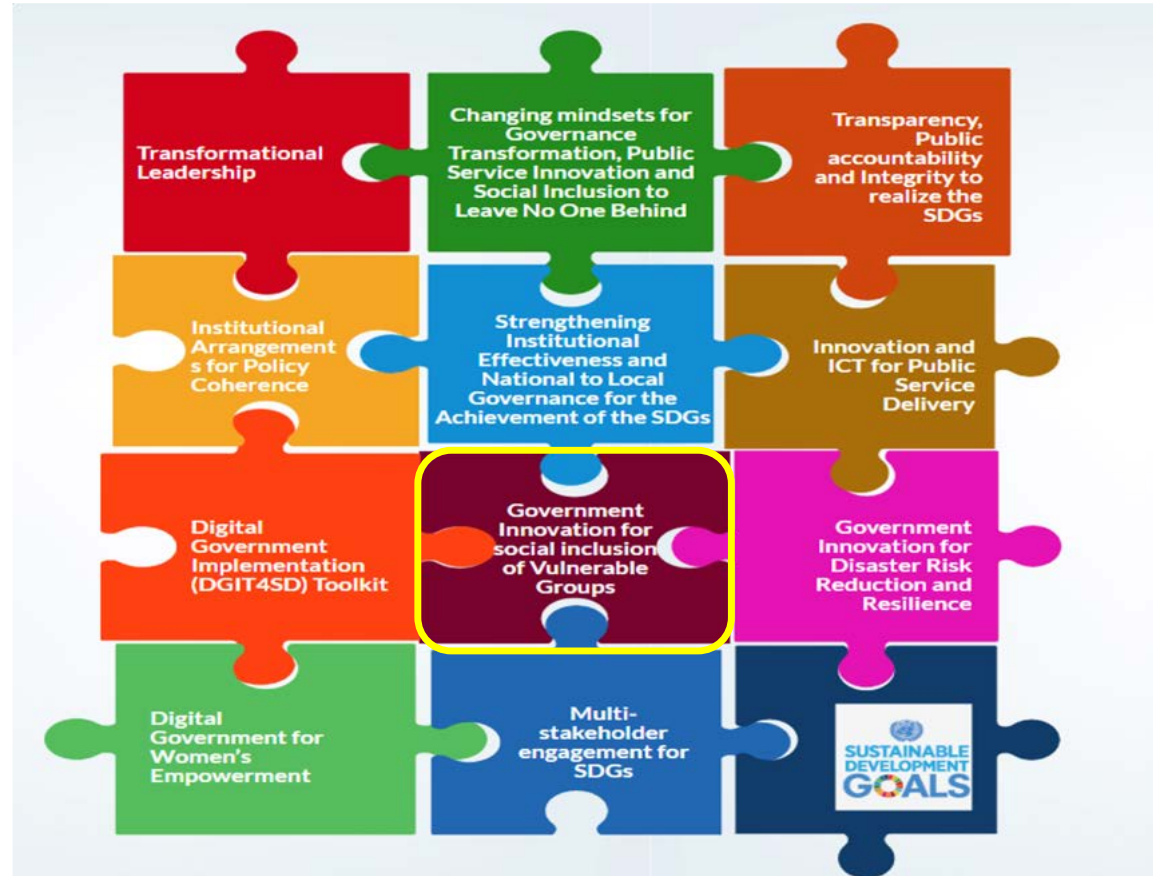 Transformational
Leadership
Changing mindsets for
Governance
Transformation, Public
Service Innovation and
Social Inclusion to
Leave No One Behind
Transparency,
Public
accountability
and Integrity to
realize the
SDGs
Institutional
Arrangement
s for Policy
Coherence
Strengthening
Institutional
Effectiveness and
National to Local
Governance for the
Achievement of the SDGs
Innovation and
ICT for Public
Service
Delivery
Digital
Government
Implementation
(DGIT4SD) Toolkit
Government
Innovation for
social inclusion
of Vulnerable
Groups
Government
Innovation for
Disaster Risk
Reduction and
Resilience
Digital
Government for
Women's
Empowerment
Multi-
stakeholder
engagement for
SDGs
SUSTAINABLE
DEVELOPMENT
GOALS